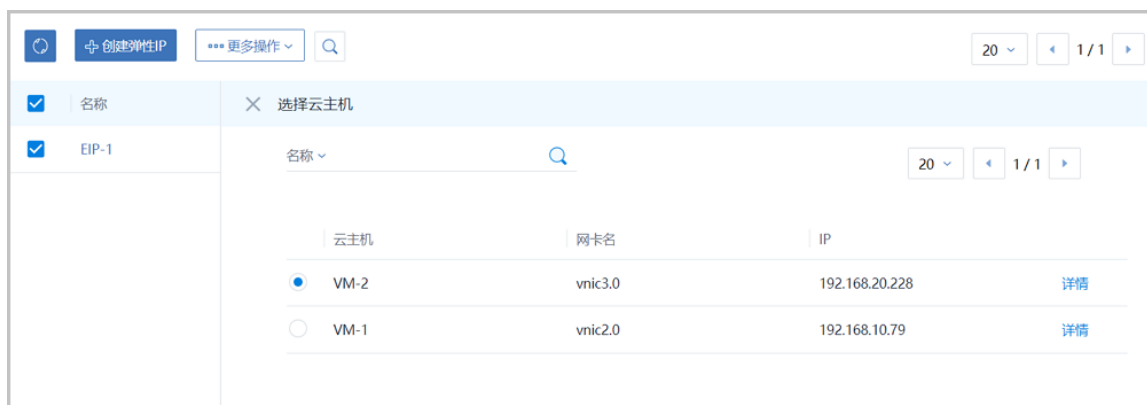 创建弹性IP 更多操作 20 1 / 1
名称 选择云主机
EIP-1 名称 20 1 / 1
云主机 网卡名 IP
VM-2 vnic3.0 192.168.20.228 详情
VM-1 vnic2.0 192.168.10.79 详情